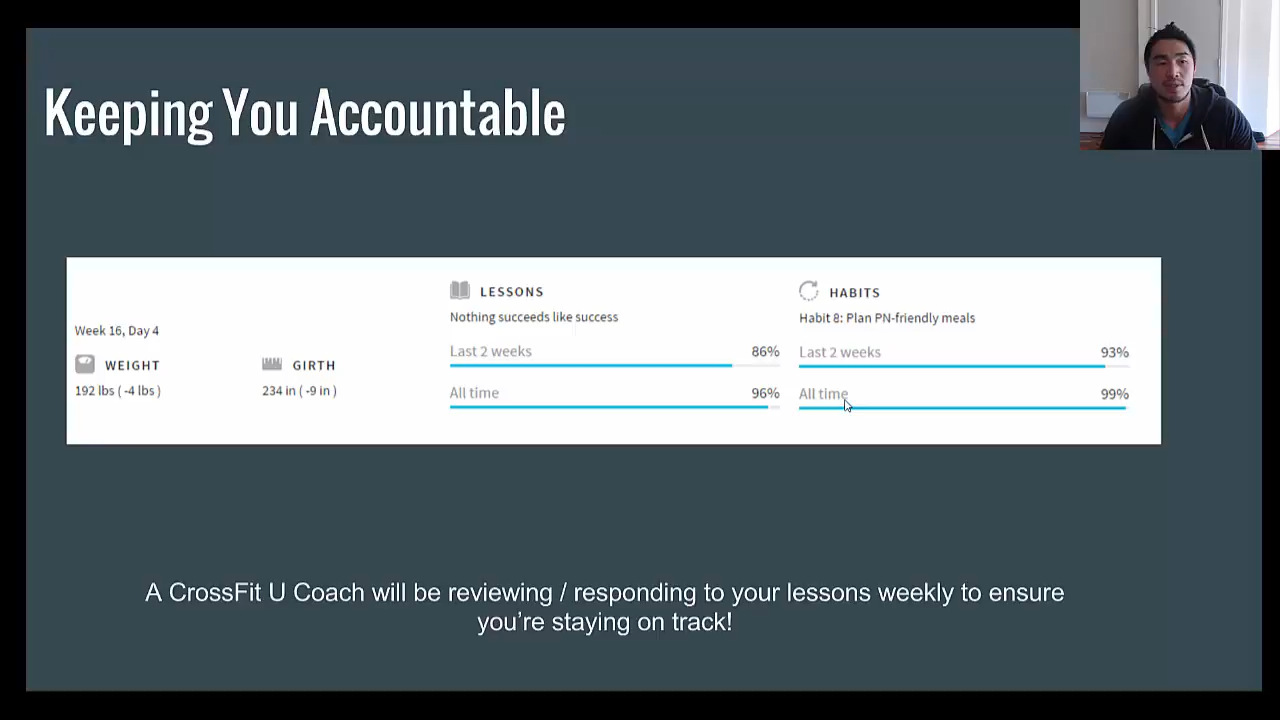 Keeping You Accountable
Week 16, Day 4
WEIGHT
192 lbs ( -4 lbs )
GIRTH
234 in ( -9 in )
LESSONS
Nothing succeeds like success
Last 2 weeks 86%
All time 96%
HABITS
Habit 8: Plan PN-friendly meals
Last 2 weeks 93%
All time 99%
A CrossFit U Coach will be reviewing / responding to your lessons weekly to ensure
you're staying on track!